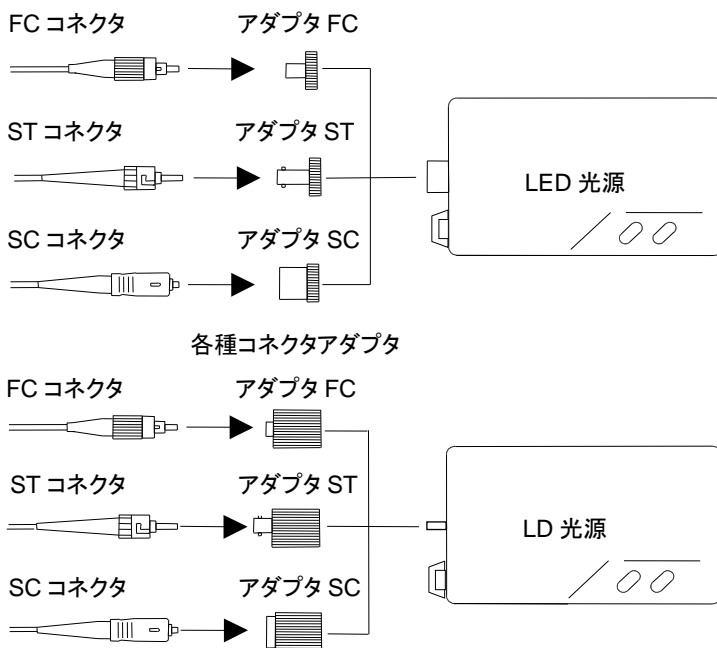 FC コネクタ アダプタ FC
ST コネクタ アダプタ ST
LED 光源
SC コネクタ アダプタ SC
各種コネクタアダプタ
FC コネクタ アダプタ FC
ST コネクタ アダプタ ST
LD 光源
SC コネクタ アダプタ SC